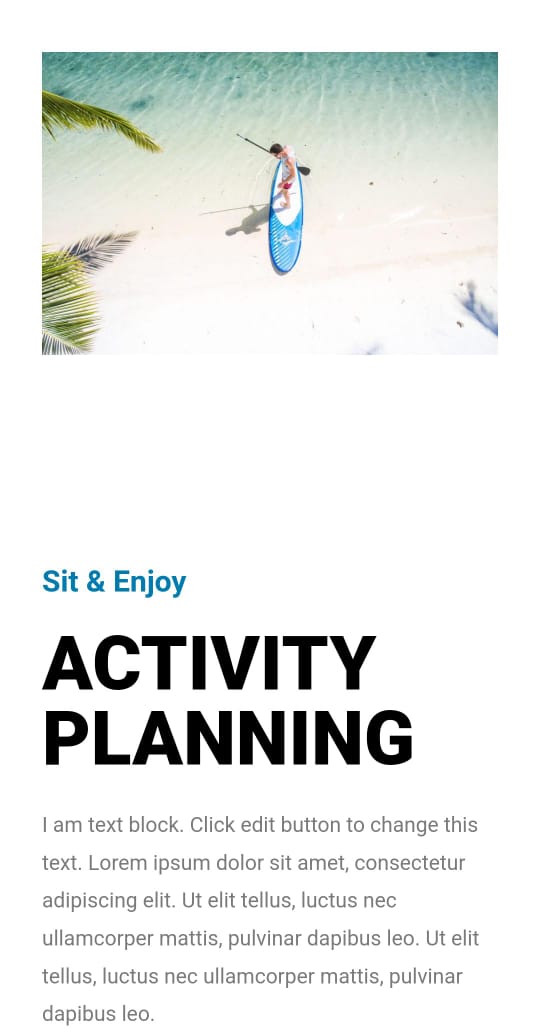 Sit & Enjoy
ACTIVITY
PLANNING
I am text block. Click edit button to change this
text. Lorem ipsum dolor sit amet, consectetur
adipiscing elit. Ut elit tellus, luctus nec
ullamcorper mattis, pulvinar dapibus leo. Ut elit
tellus, luctus nec ullamcorper mattis, pulvinar
dapibus leo.